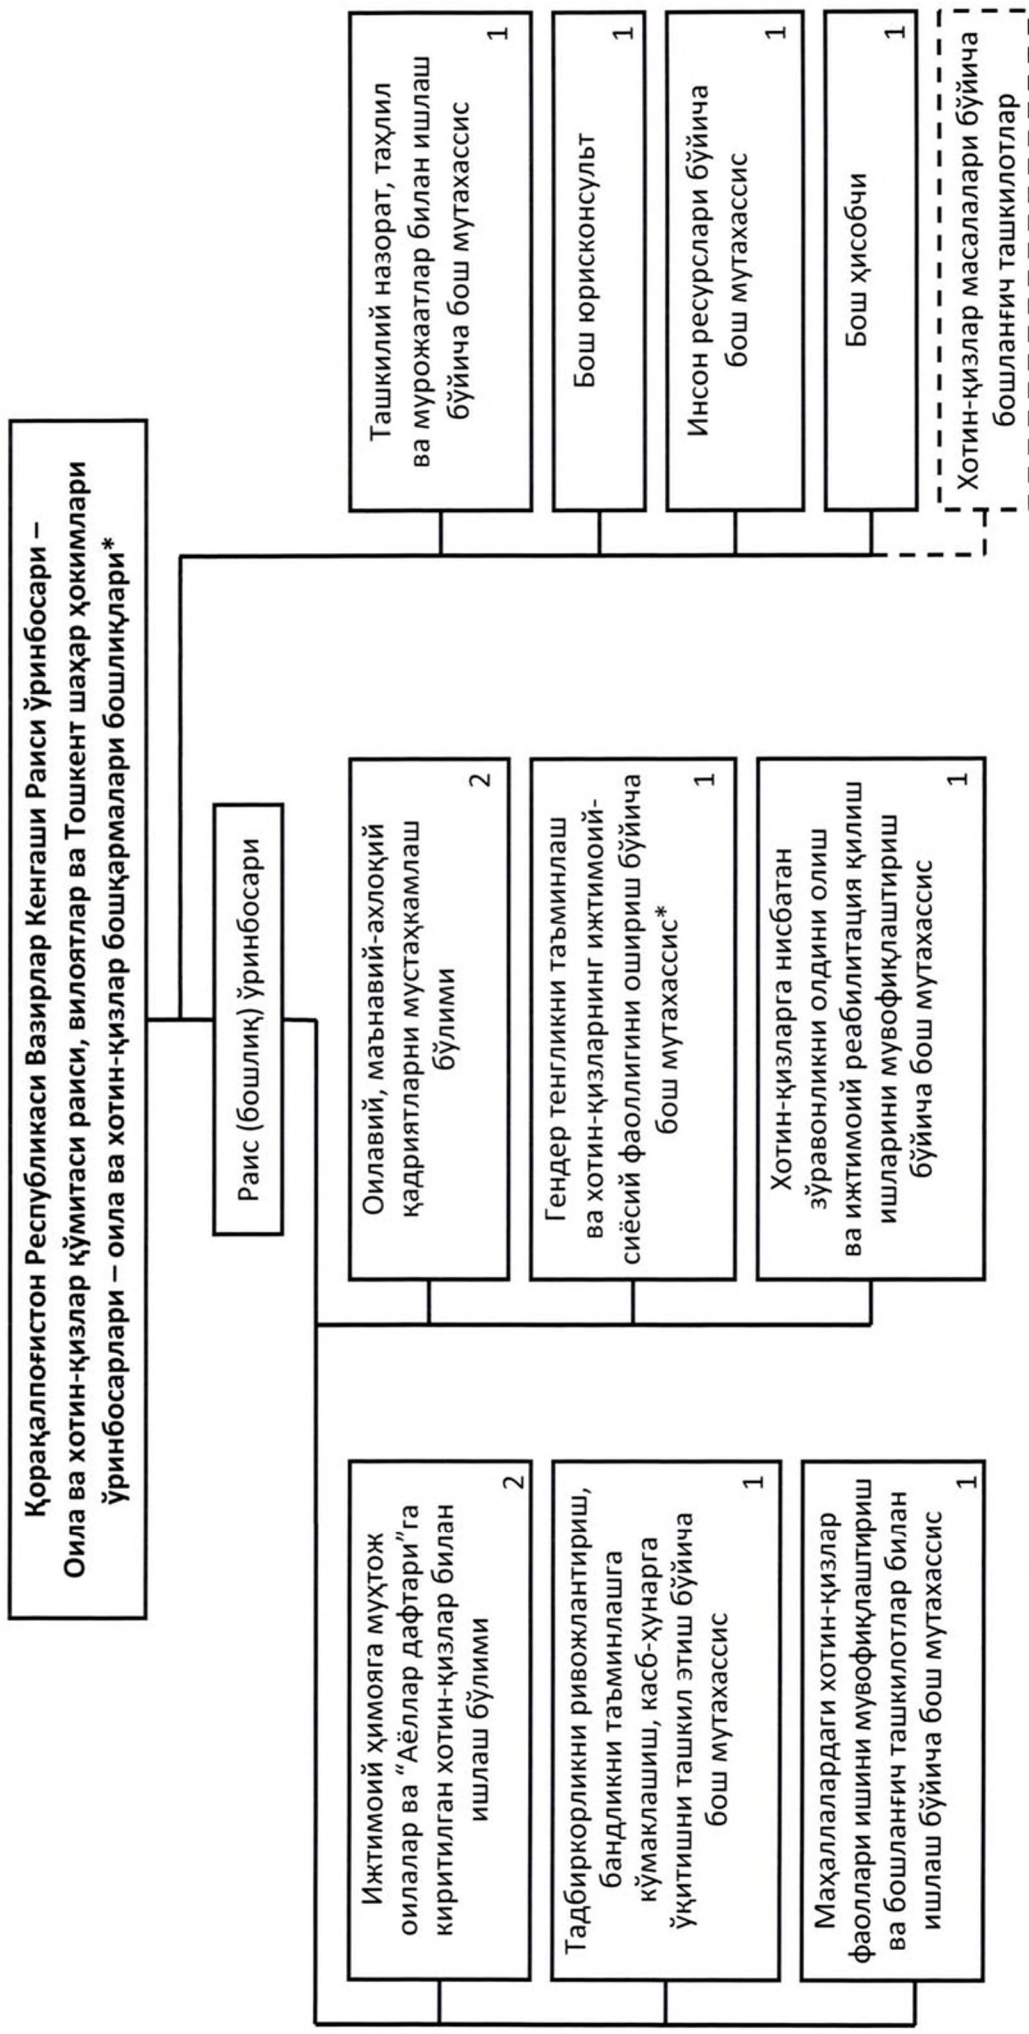 Қорақалпоғистон Республикаси Вазирлар Кенгаши Раиси ўринбосари –
Оила ва хотин-қизлар қўмитаси раиси, вилоятлар ва Тошкент шаҳар ҳокимлари
ўринбосарлари – оила ва хотин-қизлар бошқармалари бошлиқлари*
Раис (бошлиқ) ўринбосари
Ижтимоий ҳимояга муҳтож
оилалар ва “Аёллар дафтари”га
киритилган хотин-қизлар билан
ишлаш бўлими
2
Тадбиркорликни ривожлантириш,
бандликни таъминлашга
кўмаклашиш, касб-ҳунарга
ўқитишни ташкил этиш бўйича
бош мутахассис
1
Маҳаллалардаги хотин-қизлар
фаоллари ишини мувофиқлаштириш
ва бошланғич ташкилотлар билан
ишлаш бўйича бош мутахассис
1
Оилавий, маънавий-ахлоқий
қадриятларни мустаҳкамлаш
бўлими
2
Гендер тенгликни таъминлаш
ва хотин-қизларнинг ижтимоий-
сиёсий фаоллигини ошириш бўйича
бош мутахассис*
1
Хотин-қизларга нисбатан
зўравонликни олдини олиш
ва ижтимоий реабилитация қилиш
ишларини мувофиқлаштириш
бўйича бош мутахассис
1
Ташкилий назорат, таҳлил
ва мурожаатлар билан ишлаш
бўйича бош мутахассис
1
Бош юрисконсульт
1
Инсон ресурслари бўйича
бош мутахассис
1
Бош ҳисобчи
1
Хотин-қизлар масалалари бўйича
бошланғич ташкилотлар